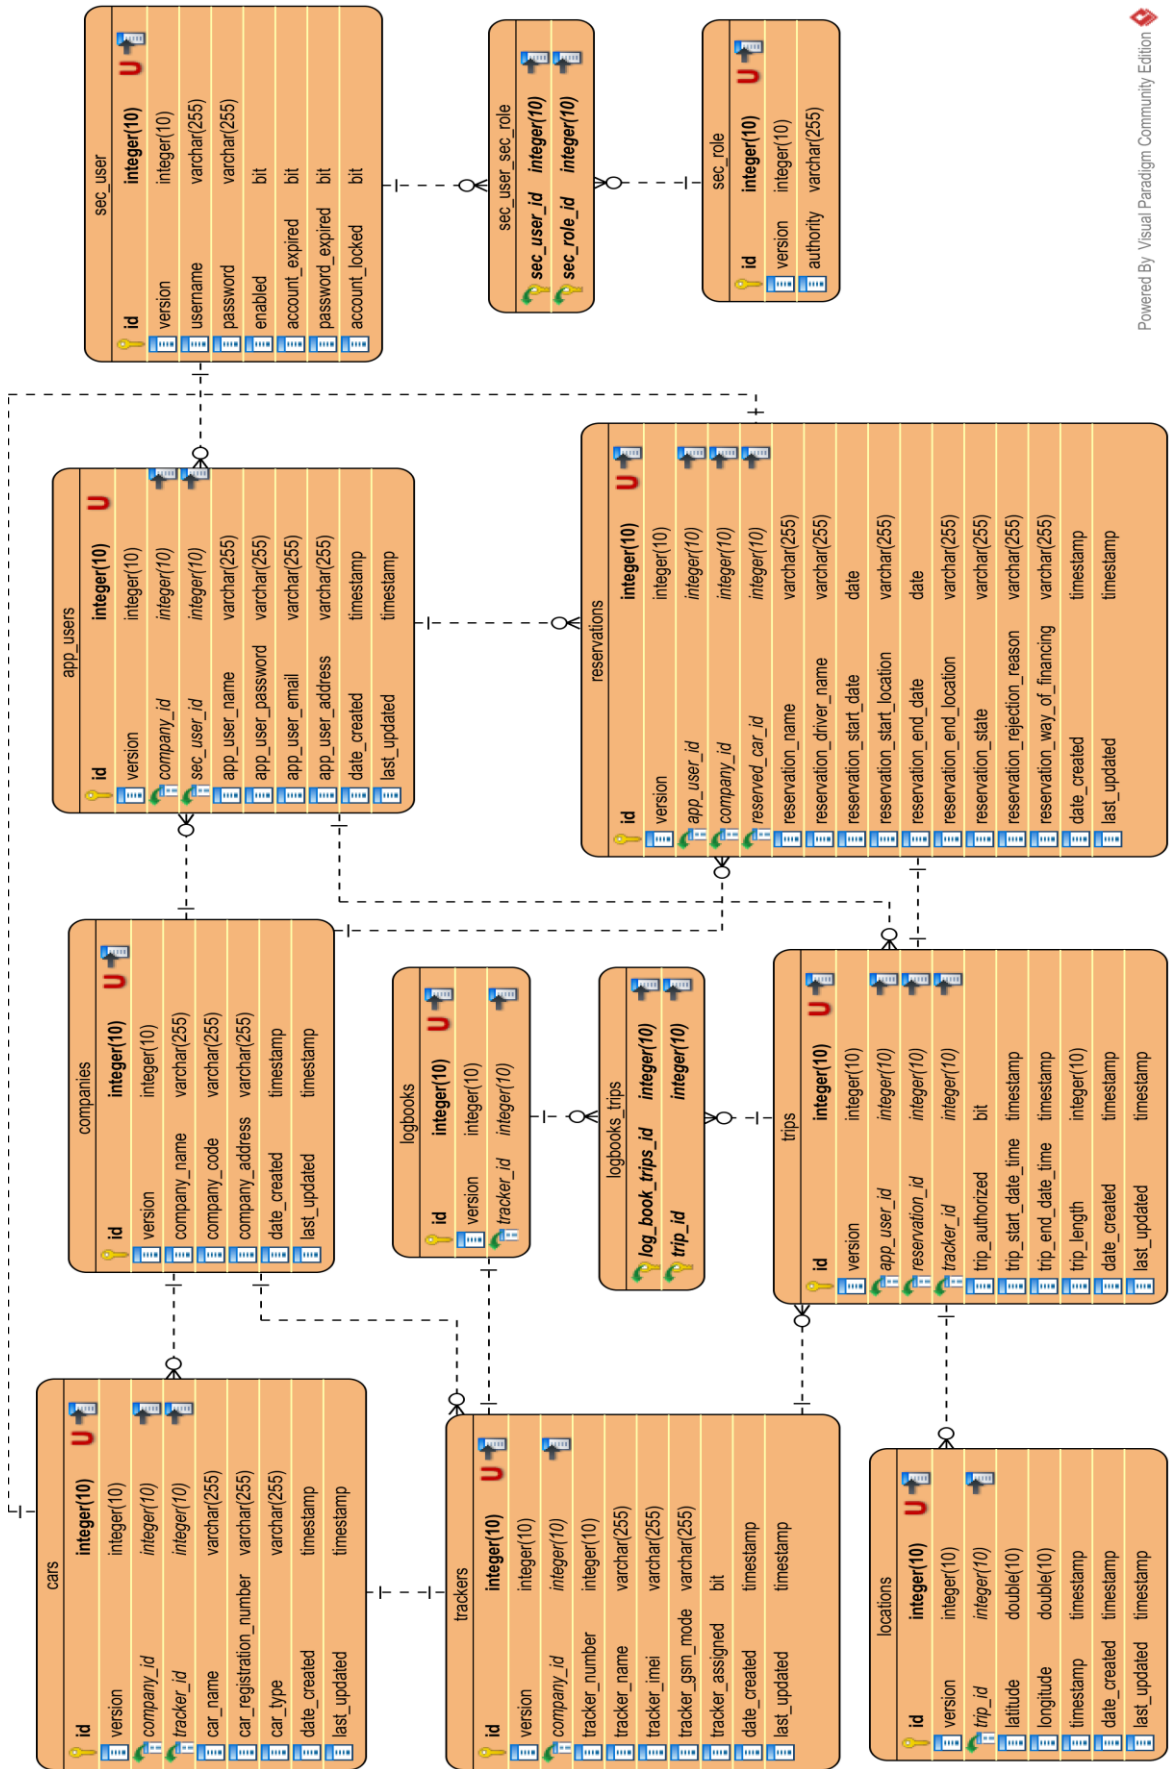 cars
id integer(10) U
version integer(10)
company_id integer(10)
tracker_id integer(10)
car_name varchar(255)
car_registration_number varchar(255)
car_type varchar(255)
date_created timestamp
last_updated timestamp
companies
id integer(10) U
version integer(10)
company_name varchar(255)
company_code varchar(255)
company_address varchar(255)
date_created timestamp
last_updated timestamp
app_users
id integer(10) U
version integer(10)
company_id integer(10)
sec_user_id integer(10)
app_user_name varchar(255)
app_user_password varchar(255)
app_user_email varchar(255)
app_user_address varchar(255)
date_created timestamp
last_updated timestamp
sec_user
id integer(10) U
version integer(10)
username varchar(255)
password varchar(255)
enabled bit
account_expired bit
password_expired bit
account_locked bit
trackers
id integer(10) U
version integer(10)
company_id integer(10)
tracker_number integer(10)
tracker_name varchar(255)
tracker_imei varchar(255)
tracker_gsm_mode varchar(255)
tracker_assigned bit
date_created timestamp
last_updated timestamp
logbooks
id integer(10) U
version integer(10)
tracker_id integer(10)
logbooks_trips
log_book_trips_id integer(10)
trip_id integer(10)
sec_user_sec_role
sec_user_id integer(10)
sec_role_id integer(10)
reservations
id integer(10) U
version integer(10)
app_user_id integer(10)
company_id integer(10)
reserved_car_id integer(10)
reservation_name varchar(255)
reservation_driver_name varchar(255)
reservation_start_date date
reservation_start_location varchar(255)
reservation_end_date date
reservation_end_location varchar(255)
reservation_state varchar(255)
reservation_rejection_reason varchar(255)
reservation_way_of_financing varchar(255)
date_created timestamp
last_updated timestamp
sec_role
id integer(10) U
version integer(10)
authority varchar(255)
trips
id integer(10) U
version integer(10)
app_user_id integer(10)
reservation_id integer(10)
tracker_id integer(10)
trip_authorized bit
trip_start_date_time timestamp
trip_end_date_time timestamp
trip_length integer(10)
date_created timestamp
last_updated timestamp
locations
id integer(10) U
version integer(10)
trip_id integer(10)
latitude double(10)
longitude double(10)
timestamp timestamp
date_created timestamp
last_updated timestamp
Powered By Visual Paradigm Community Edition